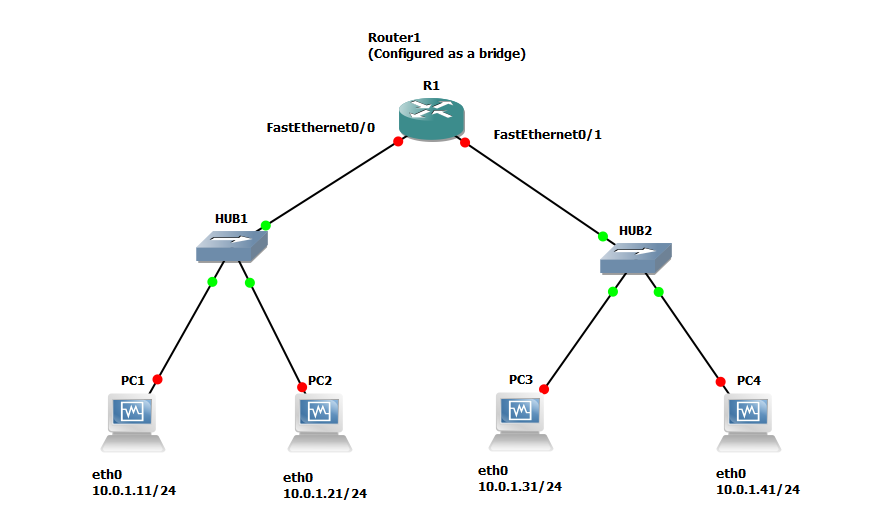 Router1
(Configured as a bridge)
R1
FastEthernet0/0
FastEthernet0/1
HUB1
HUB2
PC1
PC2
PC3
PC4
eth0
10.0.1.11/24
eth0
10.0.1.21/24
eth0
10.0.1.31/24
eth0
10.0.1.41/24